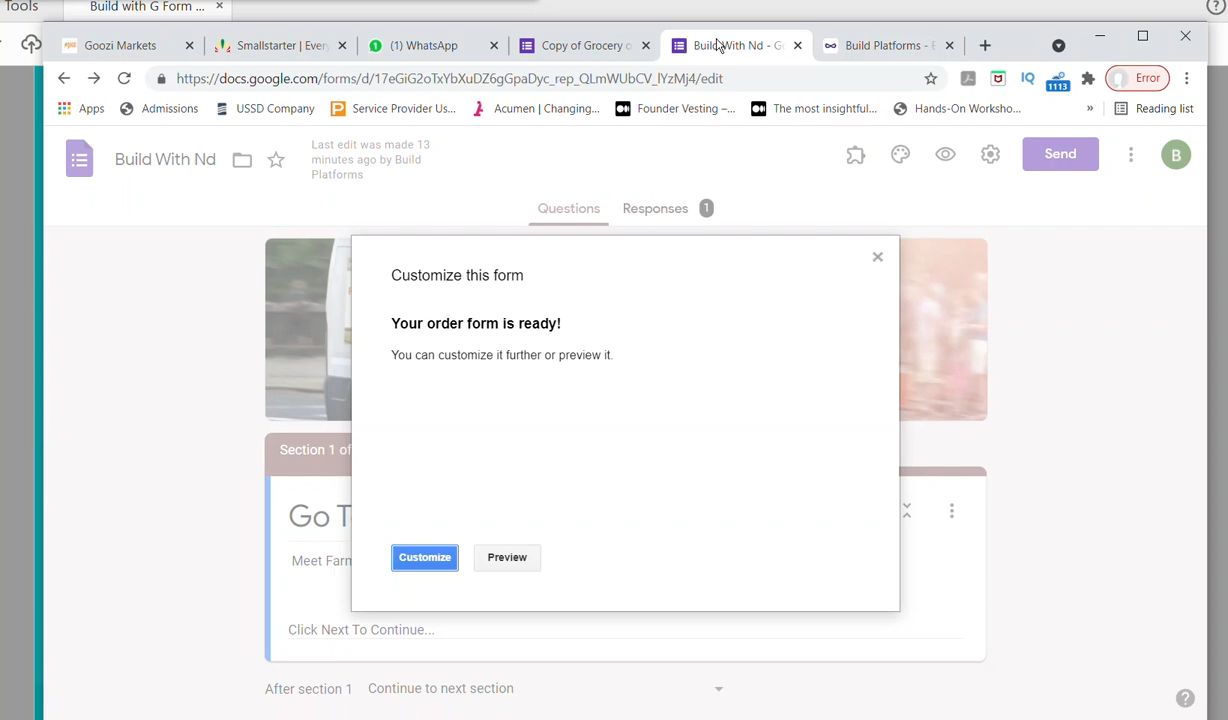 Tools
Build with G Form ...
Goozi Markets
Smallstarter | Ever
(1) WhatsApp
Copy of Grocery o
Build With Nd - Go
Build Platforms - E
https://docs.google.com/forms/d/17eGiG2oTxYbXuDZ6gGpaDyc_rep_QLmWUbCV_lYzMj4/edit
IQ
1113
Error
Apps
Admissions
USSD Company
Service Provider Us...
Acumen | Changing...
Founder Vesting –...
The most insightful...
Hands-On Worksho...
»
Reading list
Build With Nd
Last edit was made 13
minutes ago by Build
Platforms
Send
B
Questions
Responses
1
Customize this form
Your order form is ready!
You can customize it further or preview it.
Section 1 of
Go T
Meet Farm
Customize
Preview
Click Next To Continue...
After section 1
Continue to next section